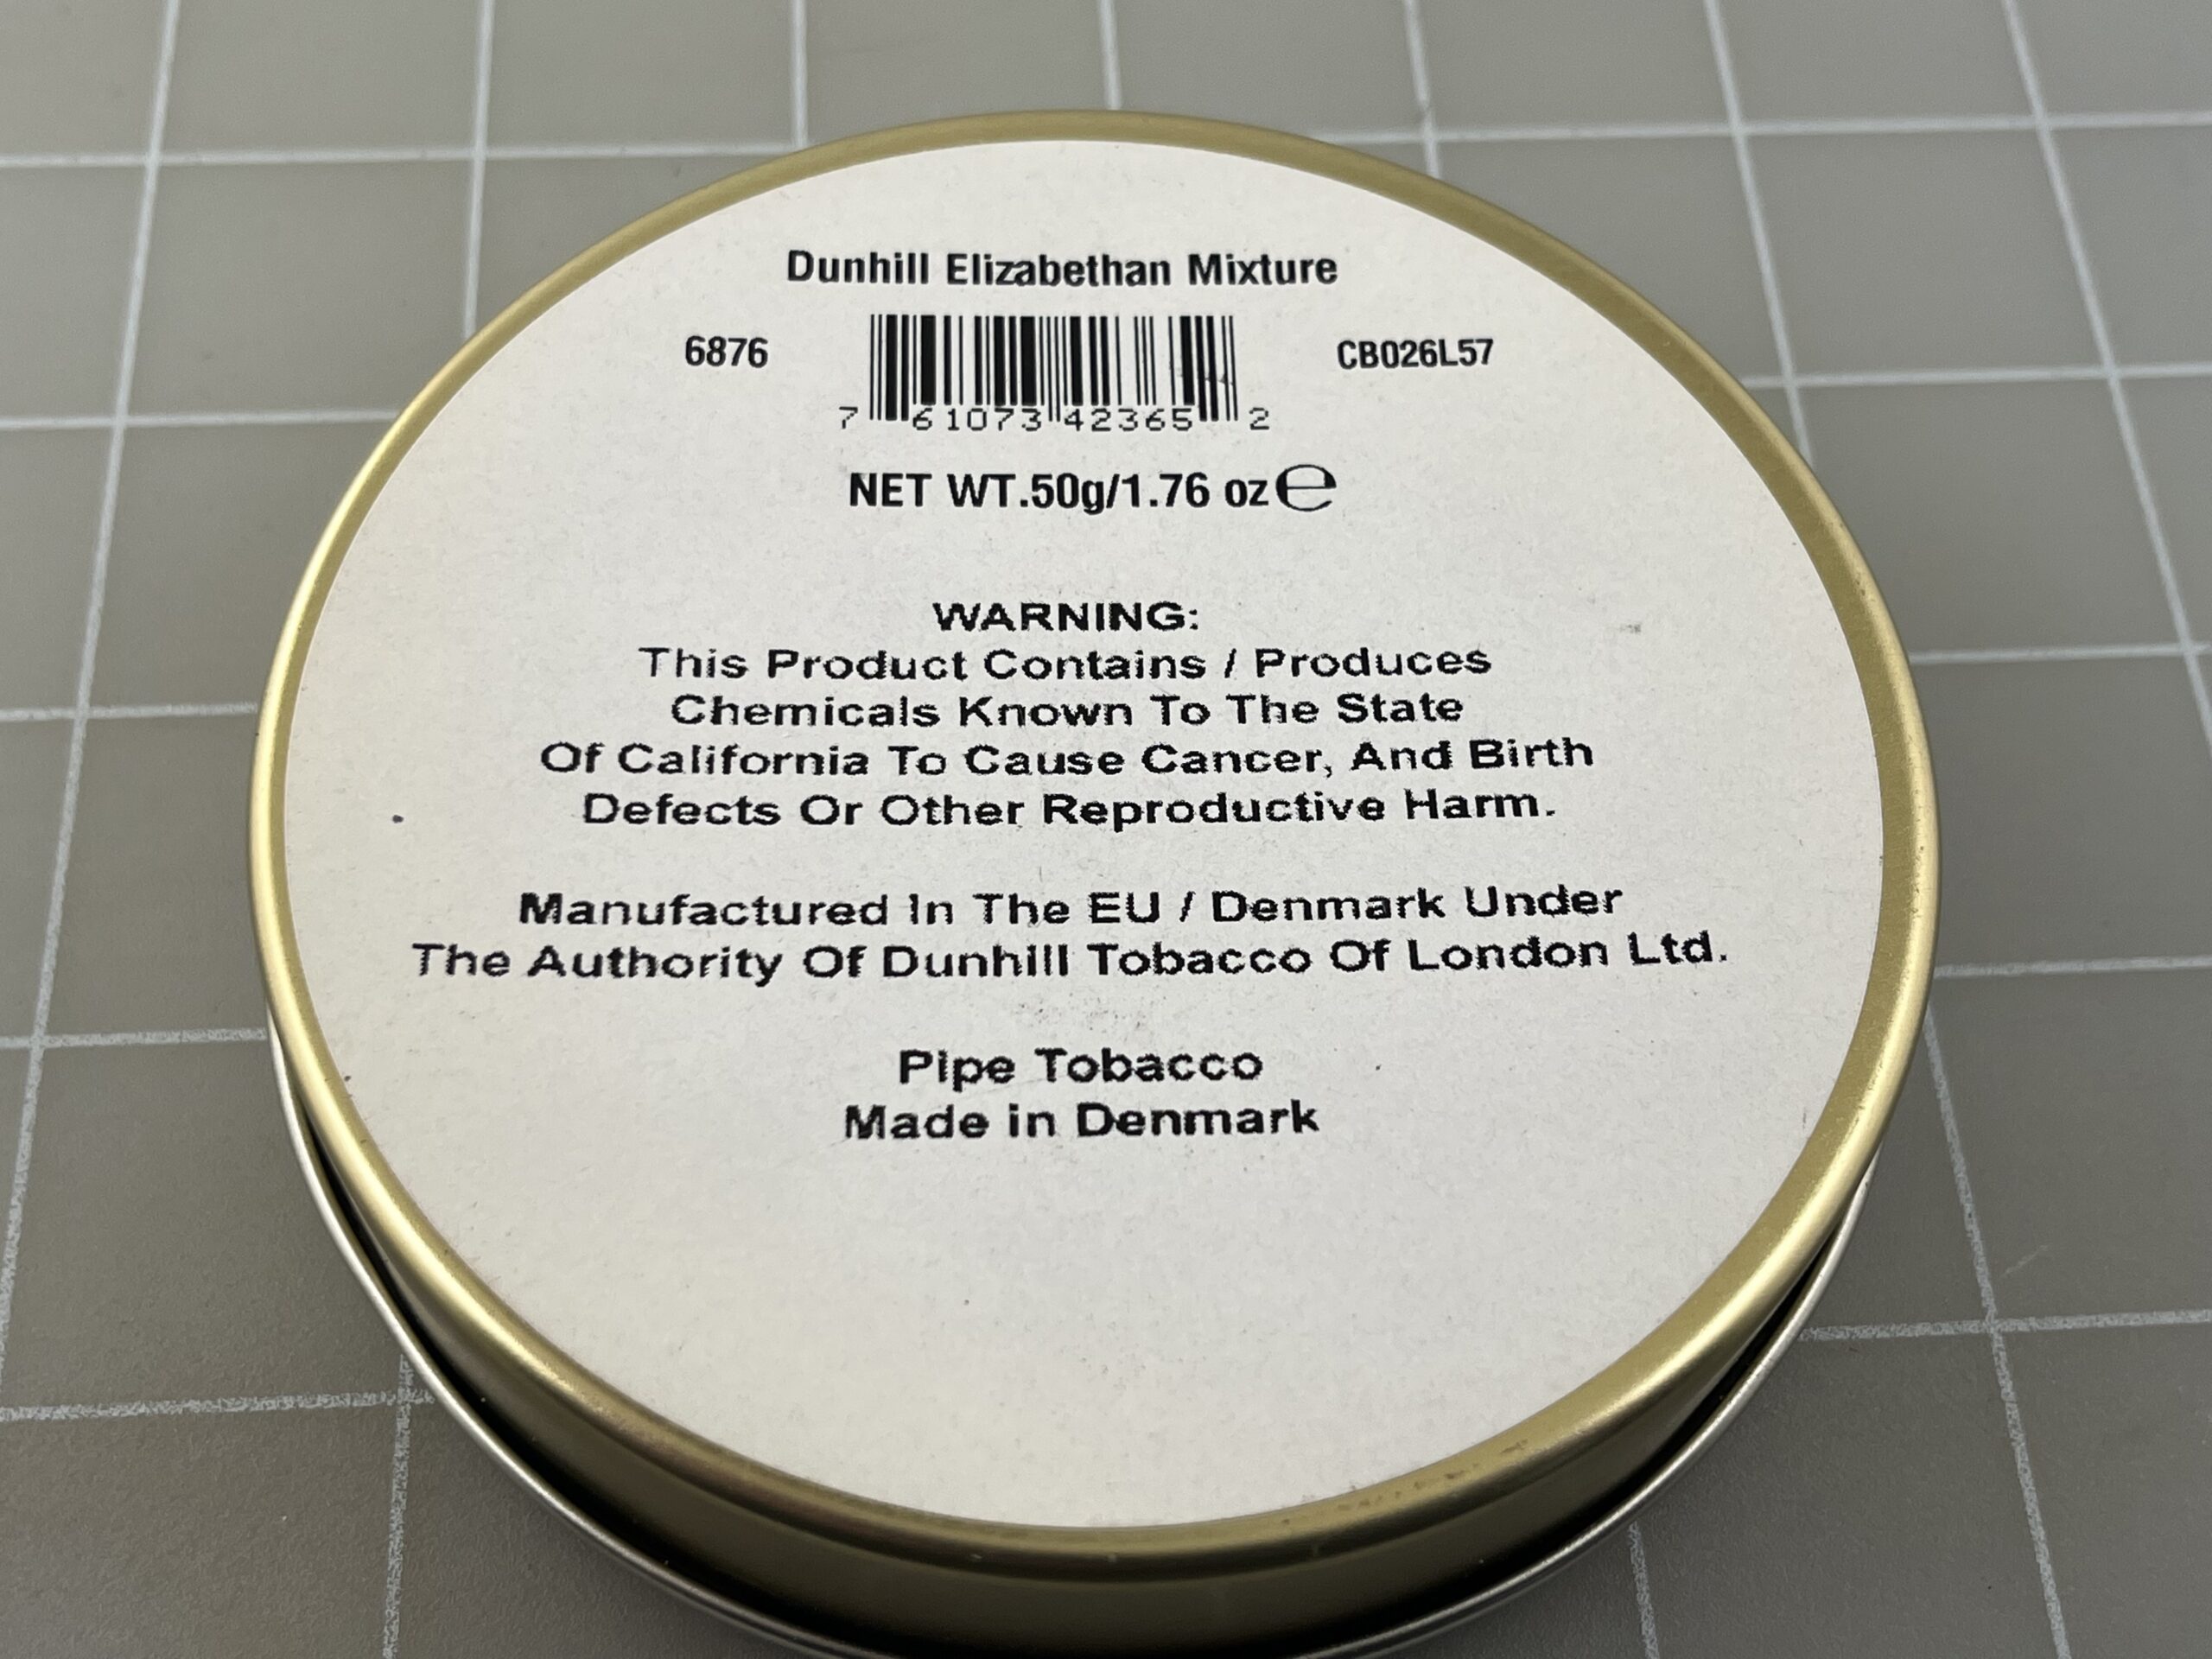 Dunhill Elizabethan Mixture
6876
CB026L57
7 61073 42365 2
NET WT.50g/1.76 oz ℮
WARNING:
This Product Contains / Produces
Chemicals Known To The State
Of California To Cause Cancer, And Birth
Defects Or Other Reproductive Harm.
Manufactured In The EU / Denmark Under
The Authority Of Dunhill Tobacco Of London Ltd.
Pipe Tobacco
Made in Denmark